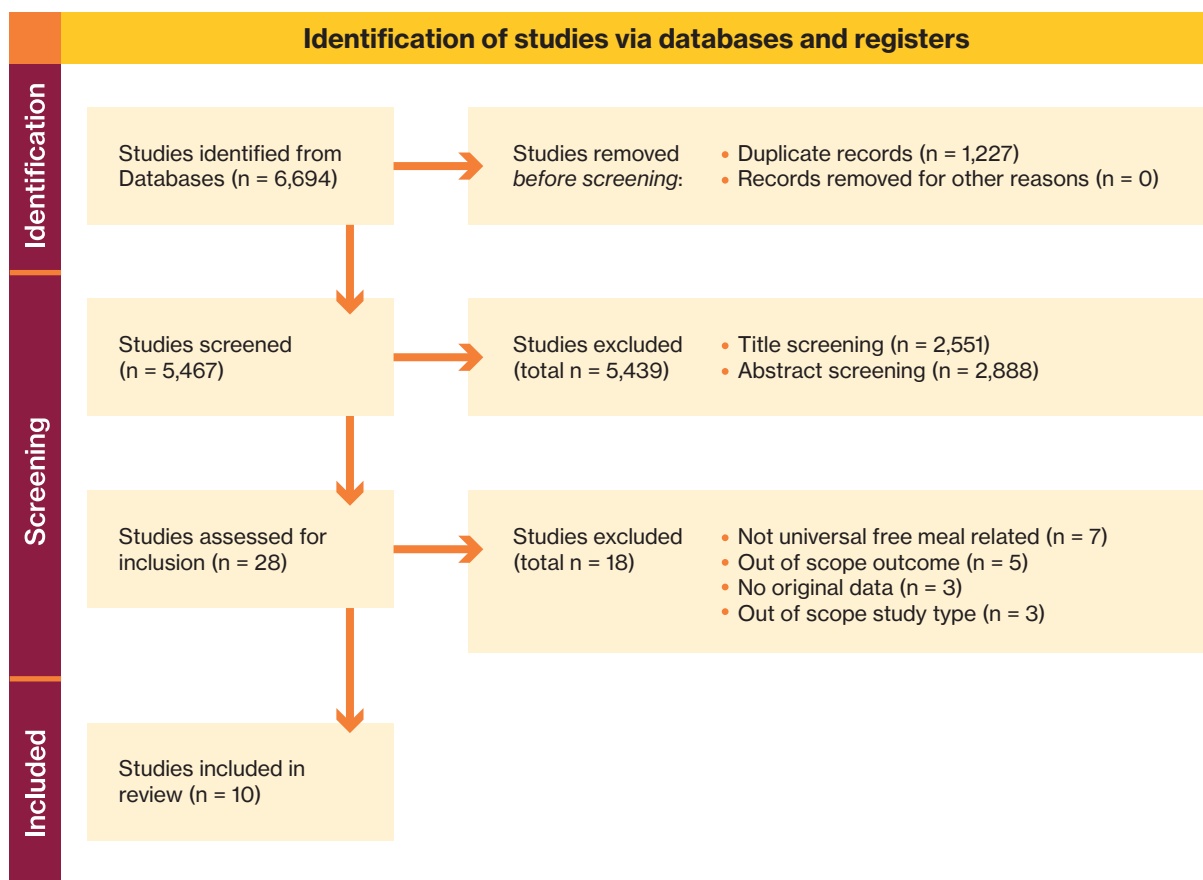 Identification of studies via databases and registers
Identification
Studies identified from
Databases (n = 6,694)
Studies removed
before screening:
• Duplicate records (n = 1,227)
• Records removed for other reasons (n = 0)
Screening
Studies screened
(n = 5,467)
Studies excluded
(total n = 5,439)
• Title screening (n = 2,551)
• Abstract screening (n = 2,888)
Studies assessed for
inclusion (n = 28)
Studies excluded
(total n = 18)
• Not universal free meal related (n = 7)
• Out of scope outcome (n = 5)
• No original data (n = 3)
• Out of scope study type (n = 3)
Included
Studies included in
review (n = 10)